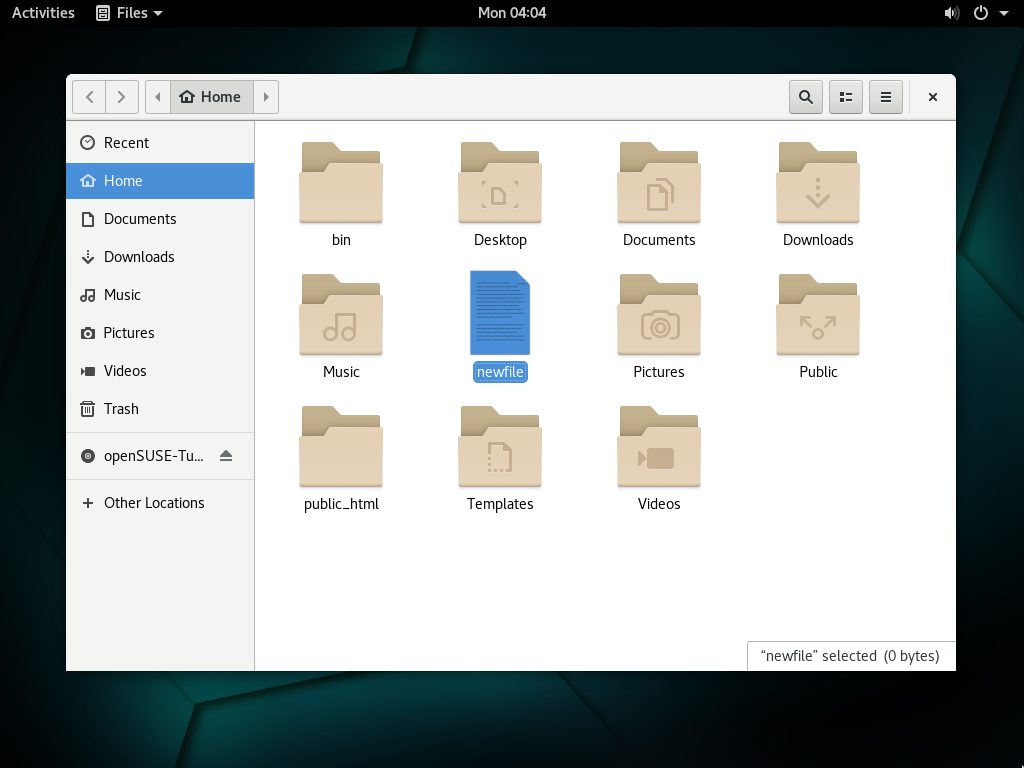 Activities Files Mon 04:04
Home
Recent
Home
Documents
Downloads
Music
Pictures
Videos
Trash
openSUSE-Tu...
Other Locations
bin Desktop Documents Downloads
Music newfile Pictures Public
public_html Templates Videos
“newfile” selected (0 bytes)